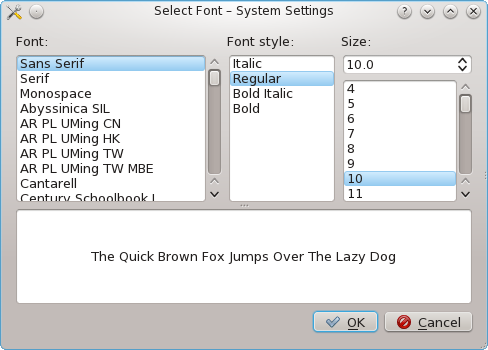 Select Font – System Settings
Font:
Font style:
Size:
Sans Serif
Serif
Monospace
Abyssinica SIL
AR PL UMing CN
AR PL UMing HK
AR PL UMing TW
AR PL UMing TW MBE
Cantarell
Century Schoolbook L
Italic
Regular
Bold Italic
Bold
10.0
4
5
6
7
8
9
10
11
The Quick Brown Fox Jumps Over The Lazy Dog
OK
Cancel